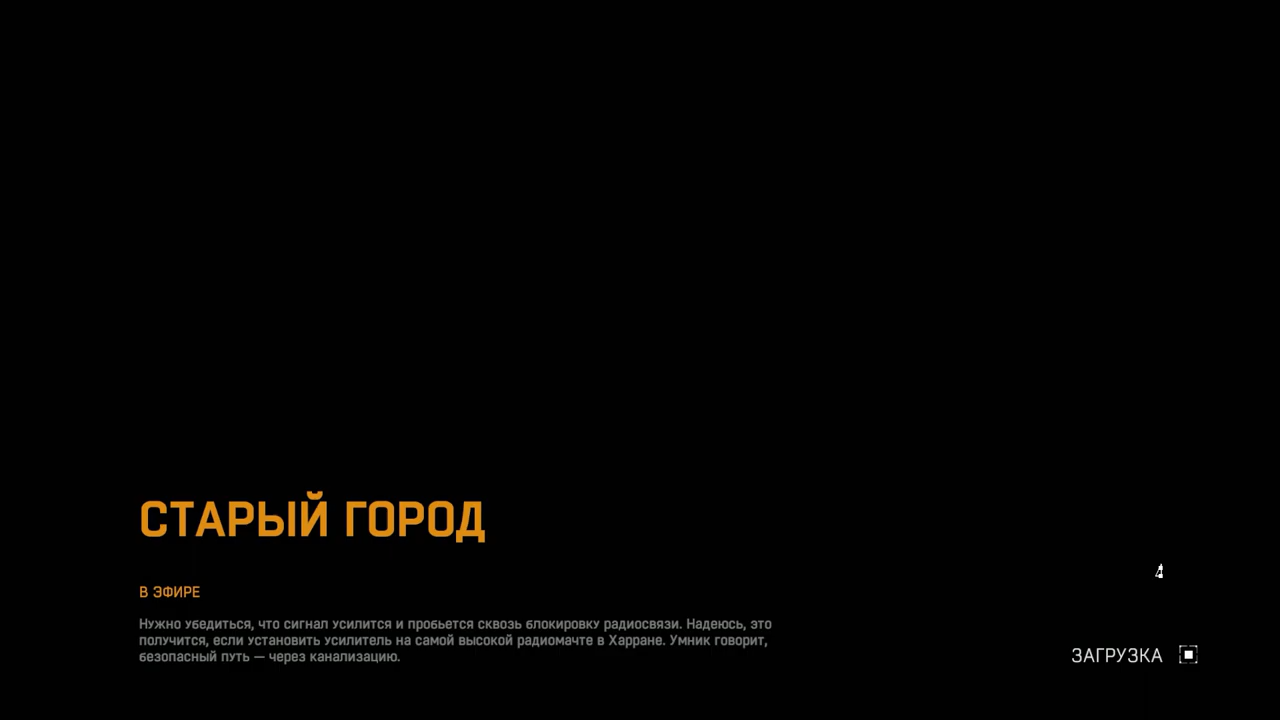 СТАРЫЙ ГОРОД
В ЭФИРЕ
Нужно убедиться, что сигнал усилится и пробьется сквозь блокировку радиосвязи. Надеюсь, это
получится, если установить усилитель на самой высокой радиомачте в Харране. Умник говорит,
безопасный путь — через канализацию.
ЗАГРУЗКА